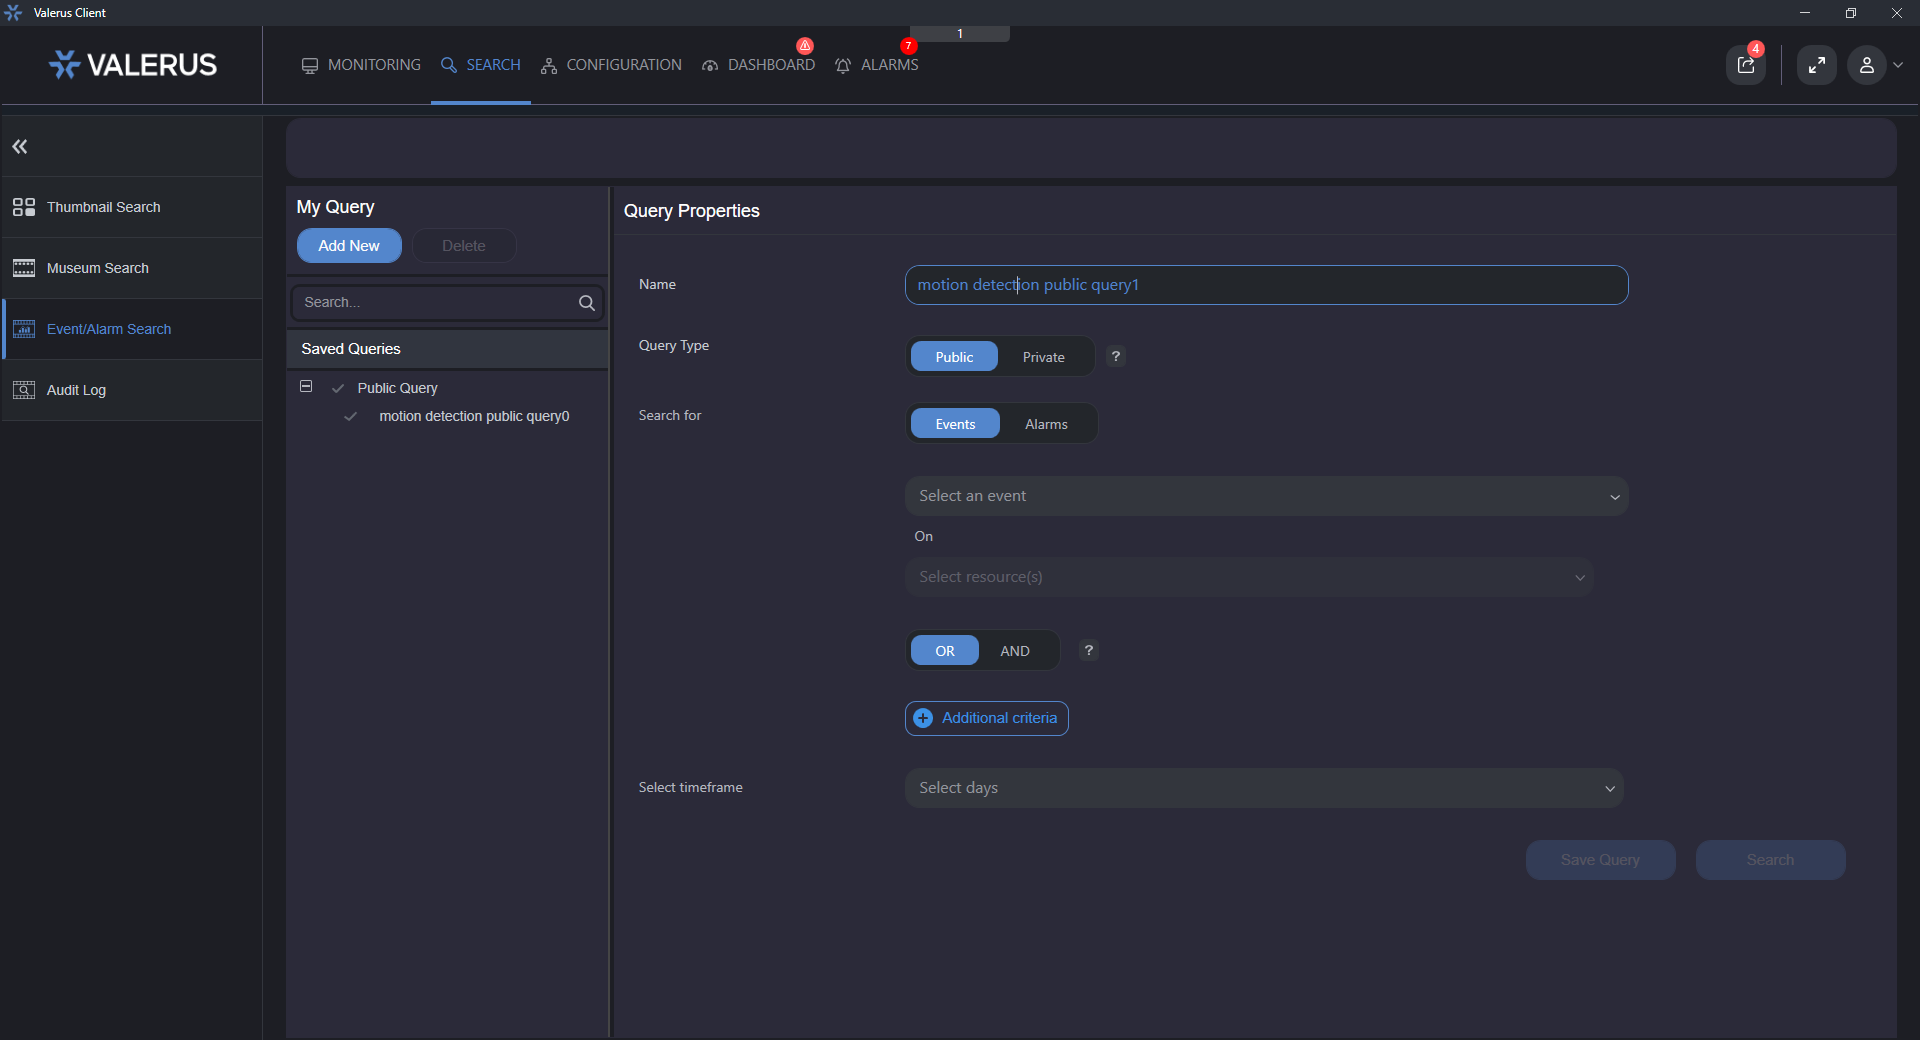 Valerus Client
1
VALERUS
MONITORING
SEARCH
CONFIGURATION
DASHBOARD
7
ALARMS
4
Thumbnail Search
Museum Search
Event/Alarm Search
Audit Log
My Query
Add New
Delete
Search...
Saved Queries
Public Query
motion detection public query0
Query Properties
Name
motion detection public query1
Query Type
Public
Private
?
Search for
Events
Alarms
Select an event
On
Select resource(s)
OR
AND
?
Additional criteria
Select timeframe
Select days
Save Query
Search